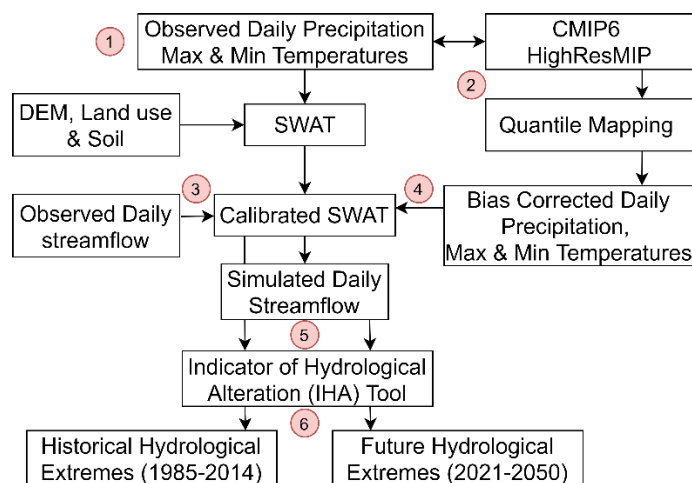 1
Observed Daily Precipitation
Max & Min Temperatures
CMIP6
HighResMIP
2
DEM, Land use
& Soil
SWAT
Quantile Mapping
3
4
Observed Daily
streamflow
Calibrated SWAT
Bias Corrected Daily
Precipitation,
Max & Min Temperatures
Simulated Daily
Streamflow
5
Indicator of Hydrological
Alteration (IHA) Tool
6
Historical Hydrological
Extremes (1985-2014)
Future Hydrological
Extremes (2021-2050)